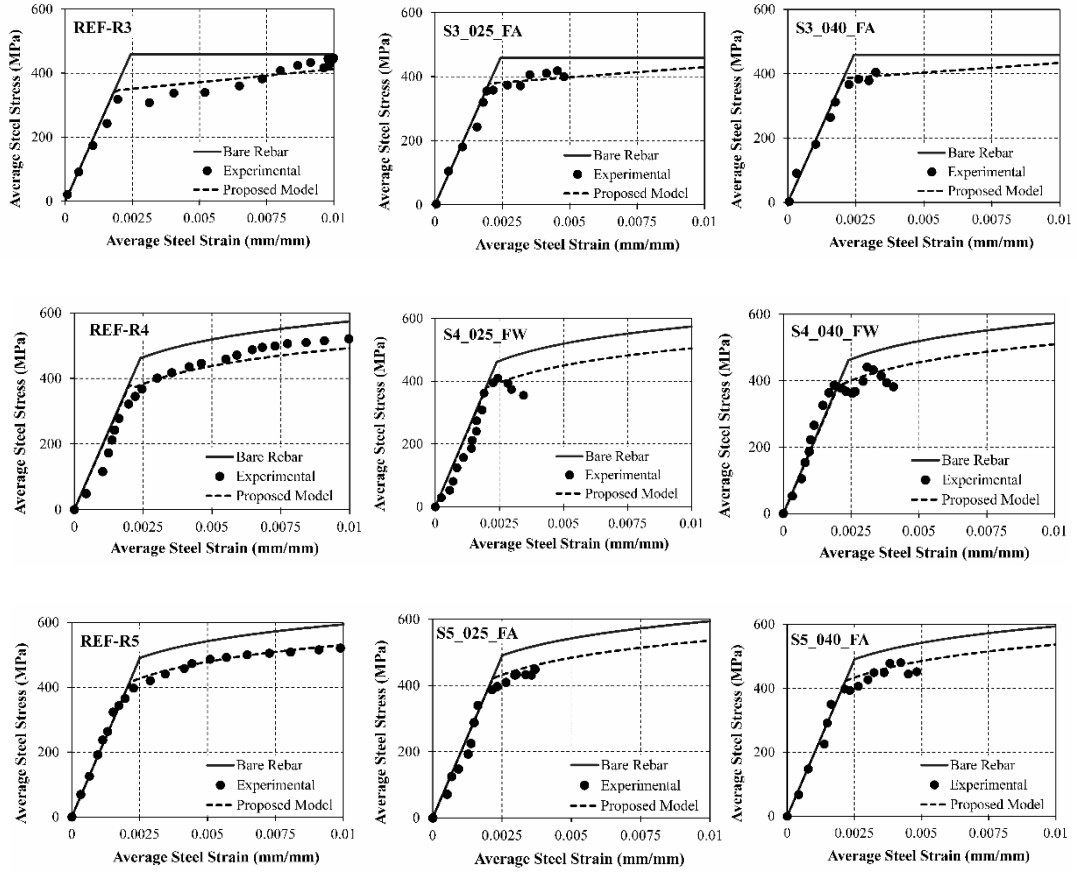 REF-R3
Average Steel Stress (MPa)
600
400
200
0
Bare Rebar
Experimental
Proposed Model
0 0.0025 0.005 0.0075 0.01
Average Steel Strain (mm/mm)
S3_025_FA
Average Steel Stress (MPa)
600
400
200
0
Bare Rebar
Experimental
Proposed Model
0 0.0025 0.005 0.0075 0.01
Average Steel Strain (mm/mm)
S3_040_FA
Average Steel Stress (MPa)
600
400
200
0
Bare Rebar
Experimental
Proposed Model
0 0.0025 0.005 0.0075 0.01
Average Steel Strain (mm/mm)
REF-R4
Average Steel Stress (MPa)
600
400
200
0
Bare Rebar
Experimental
Proposed Model
0 0.0025 0.005 0.0075 0.01
Average Steel Strain (mm/mm)
S4_025_FW
Average Steel Stress (MPa)
600
400
200
0
Bare Rebar
Experimental
Proposed Model
0 0.0025 0.005 0.0075 0.01
Average Steel Strain (mm/mm)
S4_040_FW
Average Steel Stress (MPa)
600
400
200
0
Bare Rebar
Experimental
Proposed Model
0 0.0025 0.005 0.0075 0.01
Average Steel Strain (mm/mm)
REF-R5
Average Steel Stress (MPa)
600
400
200
0
Bare Rebar
Experimental
Proposed Model
0 0.0025 0.005 0.0075 0.01
Average Steel Strain (mm/mm)
S5_025_FA
Average Steel Stress (MPa)
600
400
200
0
Bare Rebar
Experimental
Proposed Model
0 0.0025 0.005 0.0075 0.01
Average Steel Strain (mm/mm)
S5_040_FA
Average Steel Stress (MPa)
600
400
200
0
Bare Rebar
Experimental
Proposed Model
0 0.0025 0.005 0.0075 0.01
Average Steel Strain (mm/mm)